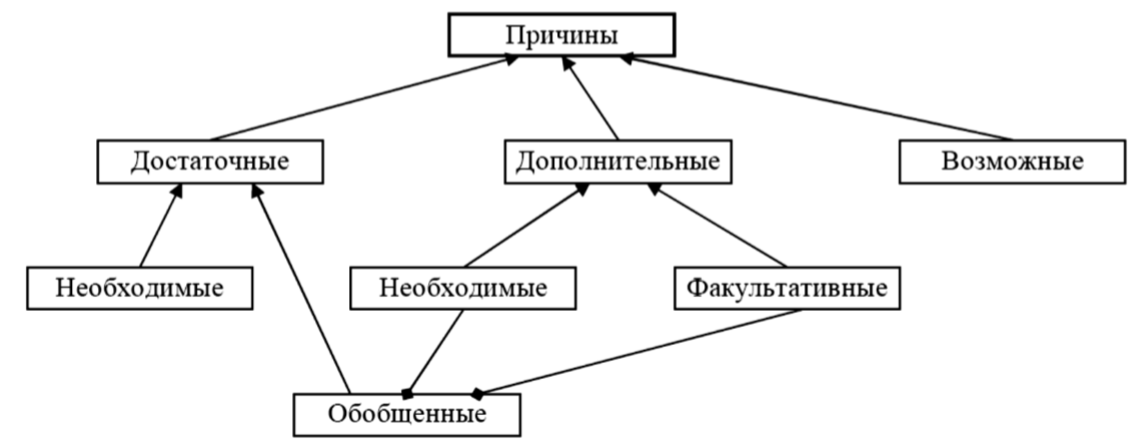 Причины
Достаточные
Дополнительные
Возможные
Необходимые
Необходимые
Факультативные
Обобщенные